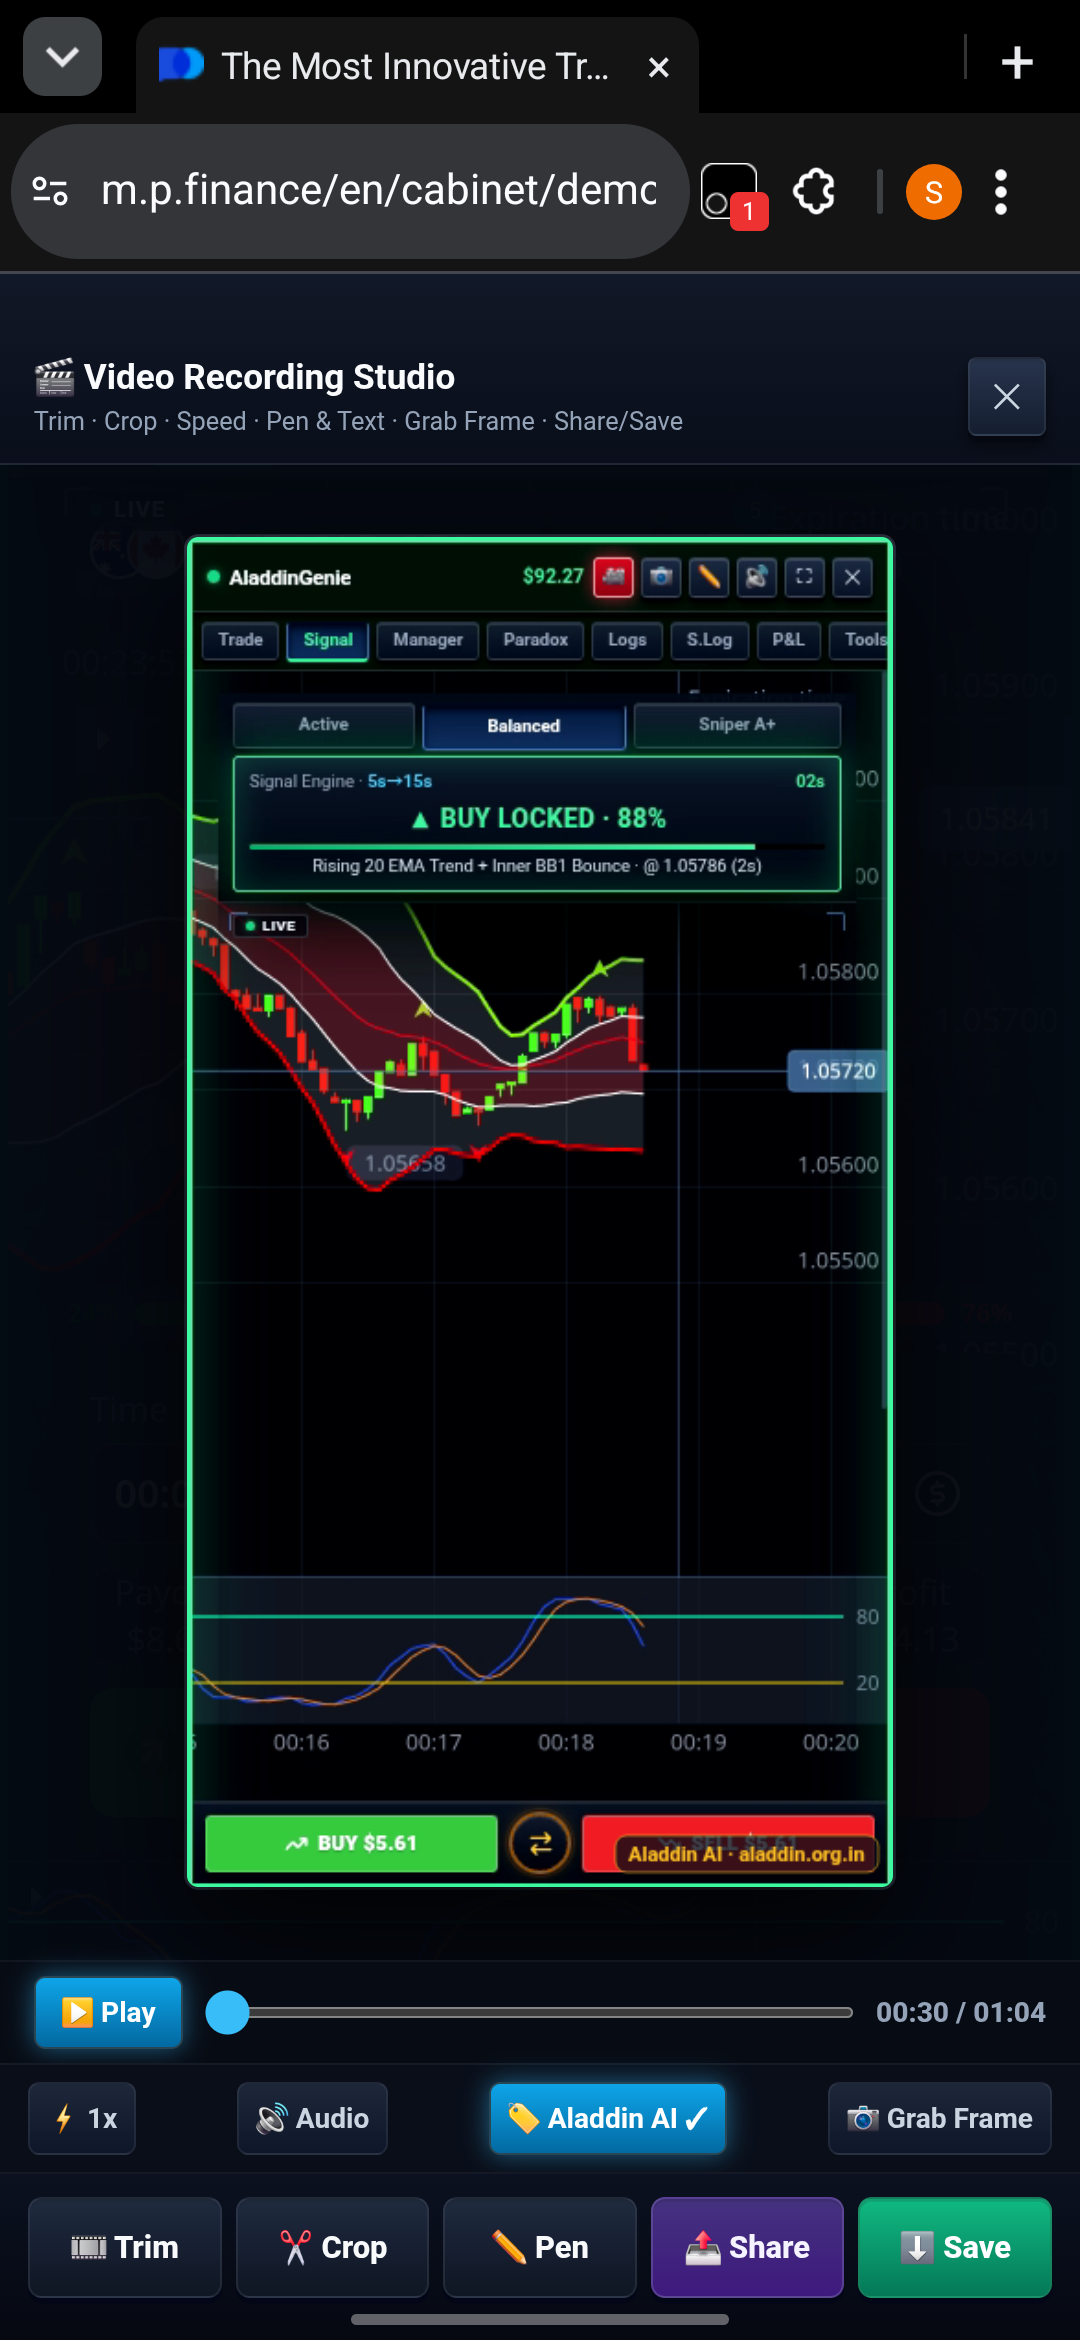 The Most Innovative Tr...
m.p.finance/en/cabinet/demo
1
S
Video Recording Studio
Trim · Crop · Speed · Pen & Text · Grab Frame · Share/Save
LIVE
AladdinGenie
$92.27
Trade
Signal
Manager
Paradox
Logs
S.Log
P&L
Tools
Active
Balanced
Sniper A+
Signal Engine · 5s→15s
02s
▲ BUY LOCKED · 88%
Rising 20 EMA Trend + Inner BB1 Bounce · @ 1.05786 (2s)
LIVE
1.05800
1.05720
1.05658
1.05600
1.05500
80
20
00:16
00:17
00:18
00:19
00:20
BUY $5.61
SELL $5.61
Aladdin AI · aladdin.org.in
Play
00:30 / 01:04
1x
Audio
Aladdin AI ✓
Grab Frame
Trim
Crop
Pen
Share
Save